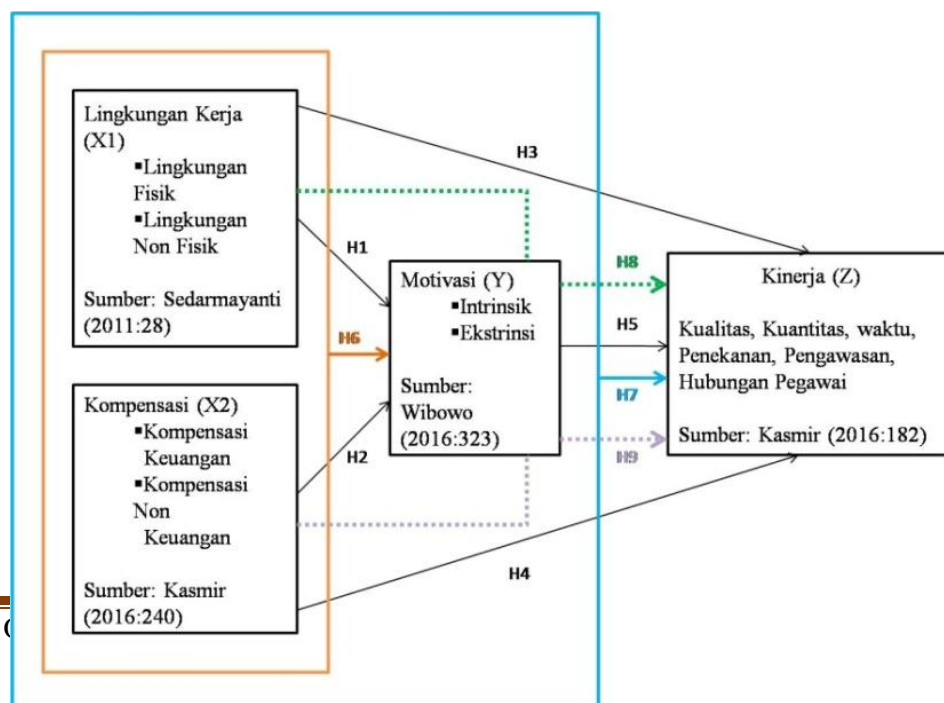 Lingkungan Kerja
(X1)
▪Lingkungan
Fisik
▪Lingkungan
Non Fisik
Sumber: Sedarmayanti
(2011:28)
Kompensasi (X2)
▪Kompensasi
Keuangan
▪Kompensasi
Non
Keuangan
Sumber: Kasmir
(2016:240)
H1
H6
H2
H3
Motivasi (Y)
▪Intrinsik
▪Ekstrinsi
Sumber:
Wibowo
(2016:323)
H8
H5
H7
H9
H4
Kinerja (Z)
Kualitas, Kuantitas, waktu,
Penekanan, Pengawasan,
Hubungan Pegawai
Sumber: Kasmir (2016:182)